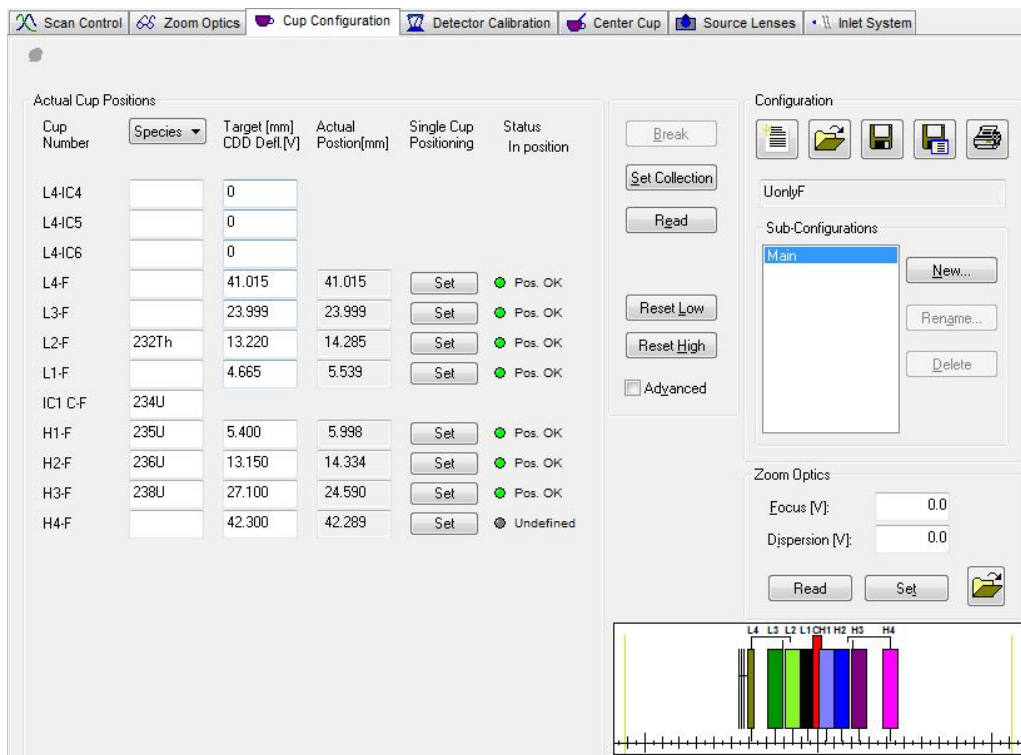 Scan Control Zoom Optics Cup Configuration Detector Calibration Center Cup Source Lenses Inlet System
Actual Cup Positions
Cup Number Species Target [mm] CDD Defl.[V] Actual Postion[mm] Single Cup Positioning Status In position
L4-IC4 0
L4-IC5 0
L4-IC6 0
L4-F 41.015 41.015 Set Pos. OK
L3-F 23.999 23.999 Set Pos. OK
L2-F 232Th 13.220 14.285 Set Pos. OK
L1-F 4.665 5.539 Set Pos. OK
IC1 C-F 234U
H1-F 235U 5.400 5.998 Set Pos. OK
H2-F 236U 13.150 14.334 Set Pos. OK
H3-F 238U 27.100 24.590 Set Pos. OK
H4-F 42.300 42.289 Set Undefined
Break
Set Collection
Read
Reset Low
Reset High
Advanced
Configuration
UonlyF
Sub-Configurations
Main
New...
Rename...
Delete
Zoom Optics
Focus [V]: 0.0
Dispersion [V]: 0.0
Read Set
L4 L3 L2 L1 C H1 H2 H3 H4